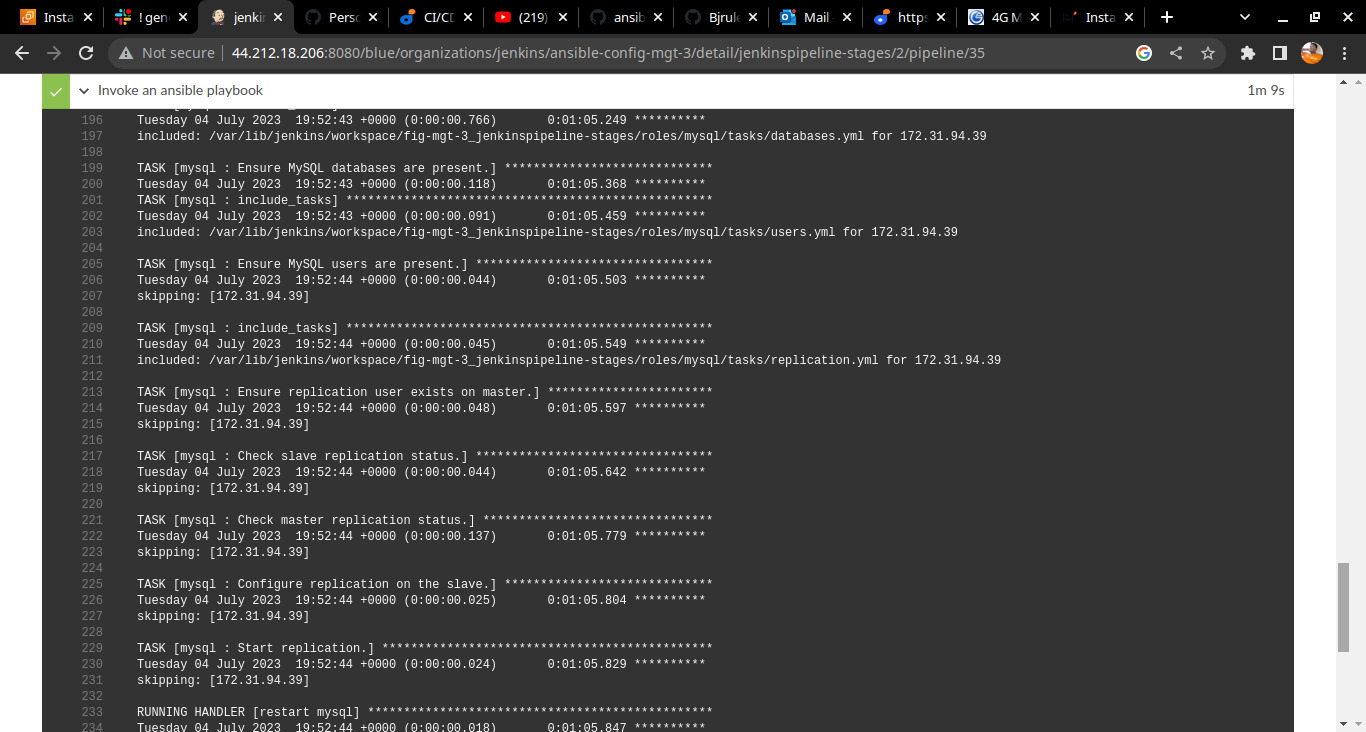 Insta
! gen
jenki
Perso
CI/CD
(219)
ansib
Bjrule
Mail -
https
4G M
Insta
Not secure
44.212.18.206:8080/blue/organizations/jenkins/ansible-config-mgt-3/detail/jenkinspipeline-stages/2/pipeline/35
Invoke an ansible playbook 1m 9s
196 Tuesday 04 July 2023  19:52:43 +0000 (0:00:00.766)       0:01:05.249 **********
197 included: /var/lib/jenkins/workspace/fig-mgt-3_jenkinspipeline-stages/roles/mysql/tasks/databases.yml for 172.31.94.39
198
199 TASK [mysql : Ensure MySQL databases are present.] *****************************
200 Tuesday 04 July 2023  19:52:43 +0000 (0:00:00.118)       0:01:05.368 **********
201 TASK [mysql : include_tasks] ***************************************************
202 Tuesday 04 July 2023  19:52:43 +0000 (0:00:00.091)       0:01:05.459 **********
203 included: /var/lib/jenkins/workspace/fig-mgt-3_jenkinspipeline-stages/roles/mysql/tasks/users.yml for 172.31.94.39
204
205 TASK [mysql : Ensure MySQL users are present.] *********************************
206 Tuesday 04 July 2023  19:52:44 +0000 (0:00:00.044)       0:01:05.503 **********
207 skipping: [172.31.94.39]
208
209 TASK [mysql : include_tasks] ***************************************************
210 Tuesday 04 July 2023  19:52:44 +0000 (0:00:00.045)       0:01:05.549 **********
211 included: /var/lib/jenkins/workspace/fig-mgt-3_jenkinspipeline-stages/roles/mysql/tasks/replication.yml for 172.31.94.39
212
213 TASK [mysql : Ensure replication user exists on master.] ***********************
214 Tuesday 04 July 2023  19:52:44 +0000 (0:00:00.048)       0:01:05.597 **********
215 skipping: [172.31.94.39]
216
217 TASK [mysql : Check slave replication status.] *********************************
218 Tuesday 04 July 2023  19:52:44 +0000 (0:00:00.044)       0:01:05.642 **********
219 skipping: [172.31.94.39]
220
221 TASK [mysql : Check master replication status.] ********************************
222 Tuesday 04 July 2023  19:52:44 +0000 (0:00:00.137)       0:01:05.779 **********
223 skipping: [172.31.94.39]
224
225 TASK [mysql : Configure replication on the slave.] *****************************
226 Tuesday 04 July 2023  19:52:44 +0000 (0:00:00.025)       0:01:05.804 **********
227 skipping: [172.31.94.39]
228
229 TASK [mysql : Start replication.] **********************************************
230 Tuesday 04 July 2023  19:52:44 +0000 (0:00:00.024)       0:01:05.829 **********
231 skipping: [172.31.94.39]
232
233 RUNNING HANDLER [restart mysql] ************************************************
234 Tuesday 04 July 2023  19:52:44 +0000 (0:00:00.018)       0:01:05.847 **********